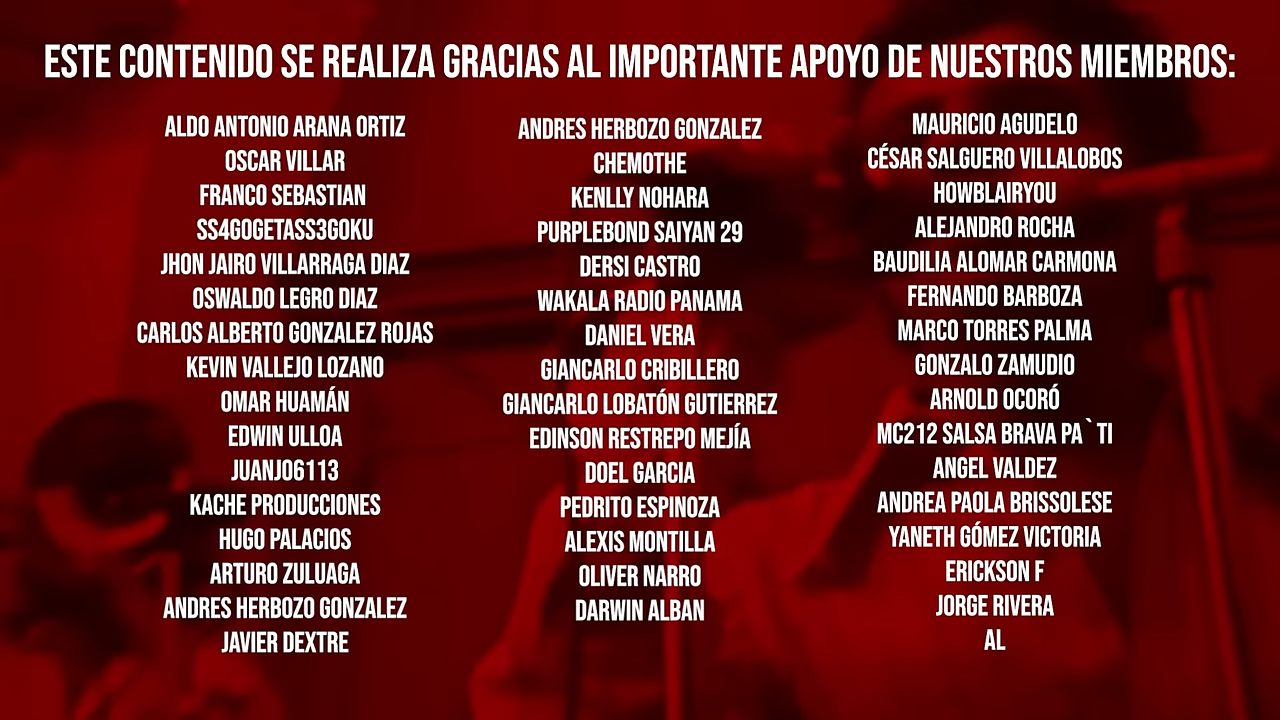 ESTE CONTENIDO SE REALIZA GRACIAS AL IMPORTANTE APOYO DE NUESTROS MIEMBROS:
ALDO ANTONIO ARANA ORTIZ
OSCAR VILLAR
FRANCO SEBASTIAN
SS4GOGETASS3GOKU
JHON JAIRO VILLARRAGA DIAZ
OSWALDO LEGRO DIAZ
CARLOS ALBERTO GONZALEZ ROJAS
KEVIN VALLEJO LOZANO
OMAR HUAMÁN
EDWIN ULLOA
JUANJO6113
KACHE PRODUCCIONES
HUGO PALACIOS
ARTURO ZULUAGA
ANDRES HERBOZO GONZALEZ
JAVIER DEXTRE
ANDRES HERBOZO GONZALEZ
CHEMOTHE
KENLLY NOHARA
PURPLEBOND SAIYAN 29
DERSI CASTRO
WAKALA RADIO PANAMA
DANIEL VERA
GIANCARLO CRIBILLERO
GIANCARLO LOBATÓN GUTIERREZ
EDINSON RESTREPO MEJÍA
DOEL GARCIA
PEDRITO ESPINOZA
ALEXIS MONTILLA
OLIVER NARRO
DARWIN ALBAN
MAURICIO AGUDELO
CÉSAR SALGUERO VILLALOBOS
HOWBLAIRYOU
ALEJANDRO ROCHA
BAUDILIA ALOMAR CARMONA
FERNANDO BARBOZA
MARCO TORRES PALMA
GONZALO ZAMUDIO
ARNOLD OCORÓ
MC212 SALSA BRAVA PA`TI
ANGEL VALDEZ
ANDREA PAOLA BRISSOLESE
YANETH GÓMEZ VICTORIA
ERICKSON F
JORGE RIVERA
AL